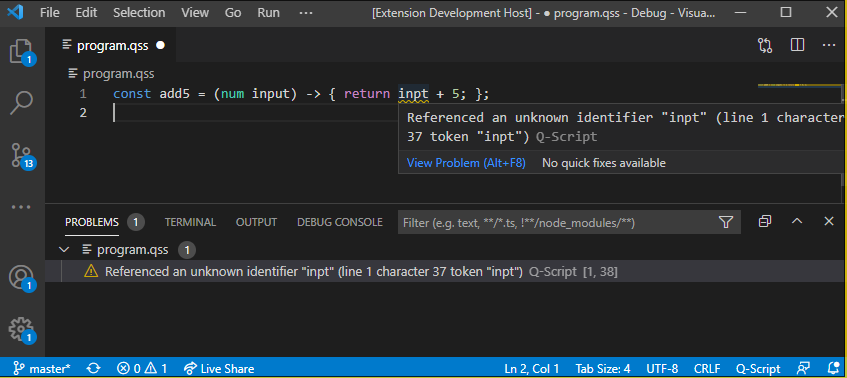 File Edit Selection View Go Run ··· [Extension Development Host] - ● program.qss - Debug - Visua...
program.qss ●
program.qss
1 const add5 = (num input) -> { return inpt + 5; };
2
Referenced an unknown identifier "inpt" (line 1 character
37 token "inpt") Q-Script
View Problem (Alt+F8) No quick fixes available
1
13
PROBLEMS 1 TERMINAL OUTPUT DEBUG CONSOLE Filter (e.g. text, **/*.ts, !**/node_modules/**)
program.qss 1
Referenced an unknown identifier "inpt" (line 1 character 37 token "inpt") Q-Script [1, 38]
1
1
master* 0 1 Live Share Ln 2, Col 1 Tab Size: 4 UTF-8 CRLF Q-Script